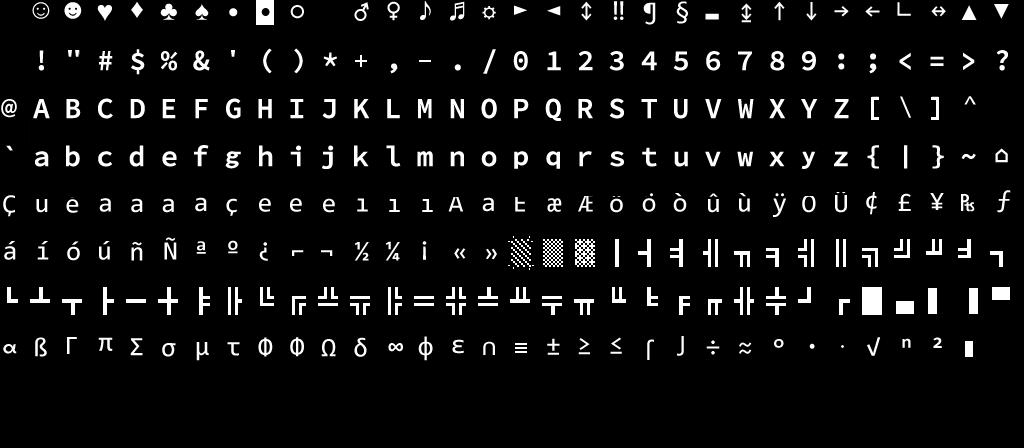 ☺ ☻ ♥ ♦ ♣ ♠ • ◘ ○ ♂ ♀ ♪ ♬ ☼ ► ◄ ↕ ‼ ¶ § ▬ ↨ ↑ ↓ → ← ∟ ↔ ▲ ▼
! " # $ % & ' ( ) * + , − . / 0 1 2 3 4 5 6 7 8 9 : ; < = > ?
@ A B C D E F G H I J K L M N O P Q R S T U V W X Y Z [ \ ] ^
` a b c d e f g h i j k l m n o p q r s t u v w x y z { | } ~ ⌂
Ç u e a a a a ç e e e ı ı ı A a E æ Æ o ȯ ò û ù ÿ O Ü ¢ £ ¥ ₧ ƒ
á í ó ú ñ Ñ ª º ¿ ⌐ ¬ ½ ¼ ¡ « » ░ ▒ ▓ │ ┤ ╡ ╢ ╖ ╕ ╣ ║ ╗ ╝ ╜ ╛ ┐
└ ┴ ┬ ├ ─ ┼ ╞ ╟ ╚ ╔ ╩ ╦ ╠ ═ ╬ ╧ ╨ ╤ ╥ ╙ ╘ ╒ ╓ ╫ ╪ ┘ ┌ █ ▄ ▌ ▐ ▀
α ß Γ π Σ σ µ τ Φ Φ Ω δ ∞ ϕ ε ∩ ≡ ± ≥ ≤ ⌠ ⌡ ÷ ≈ ° • · √ ⁿ ² ▮